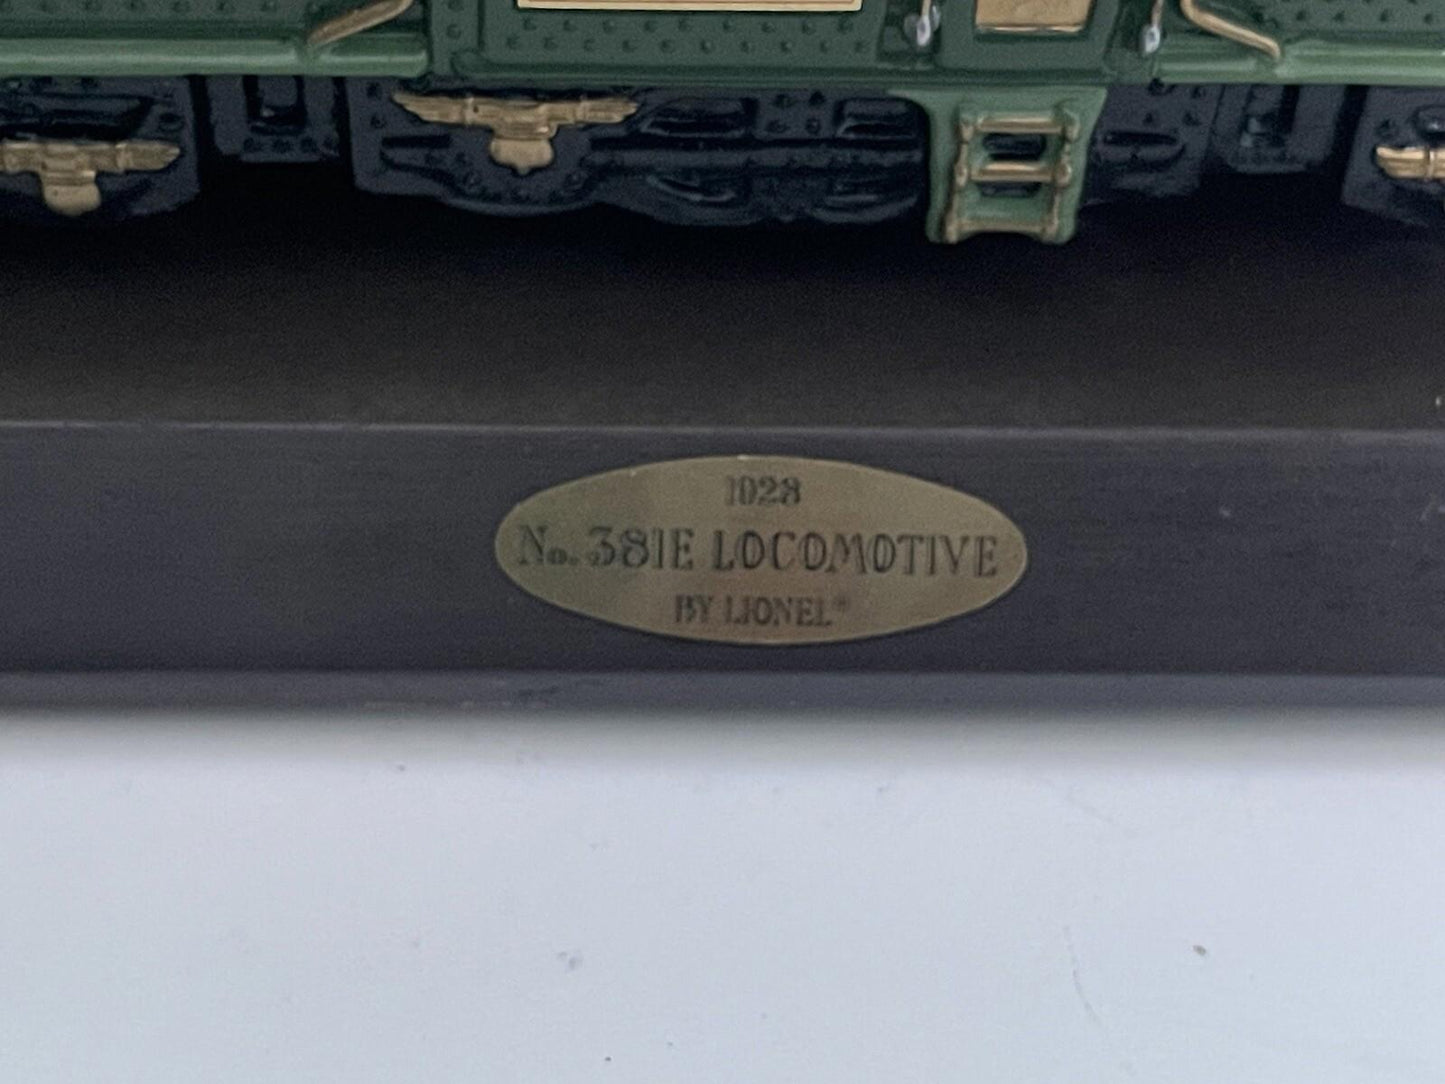 1928
No. 381E LOCOMOTIVE
BY LIONEL®